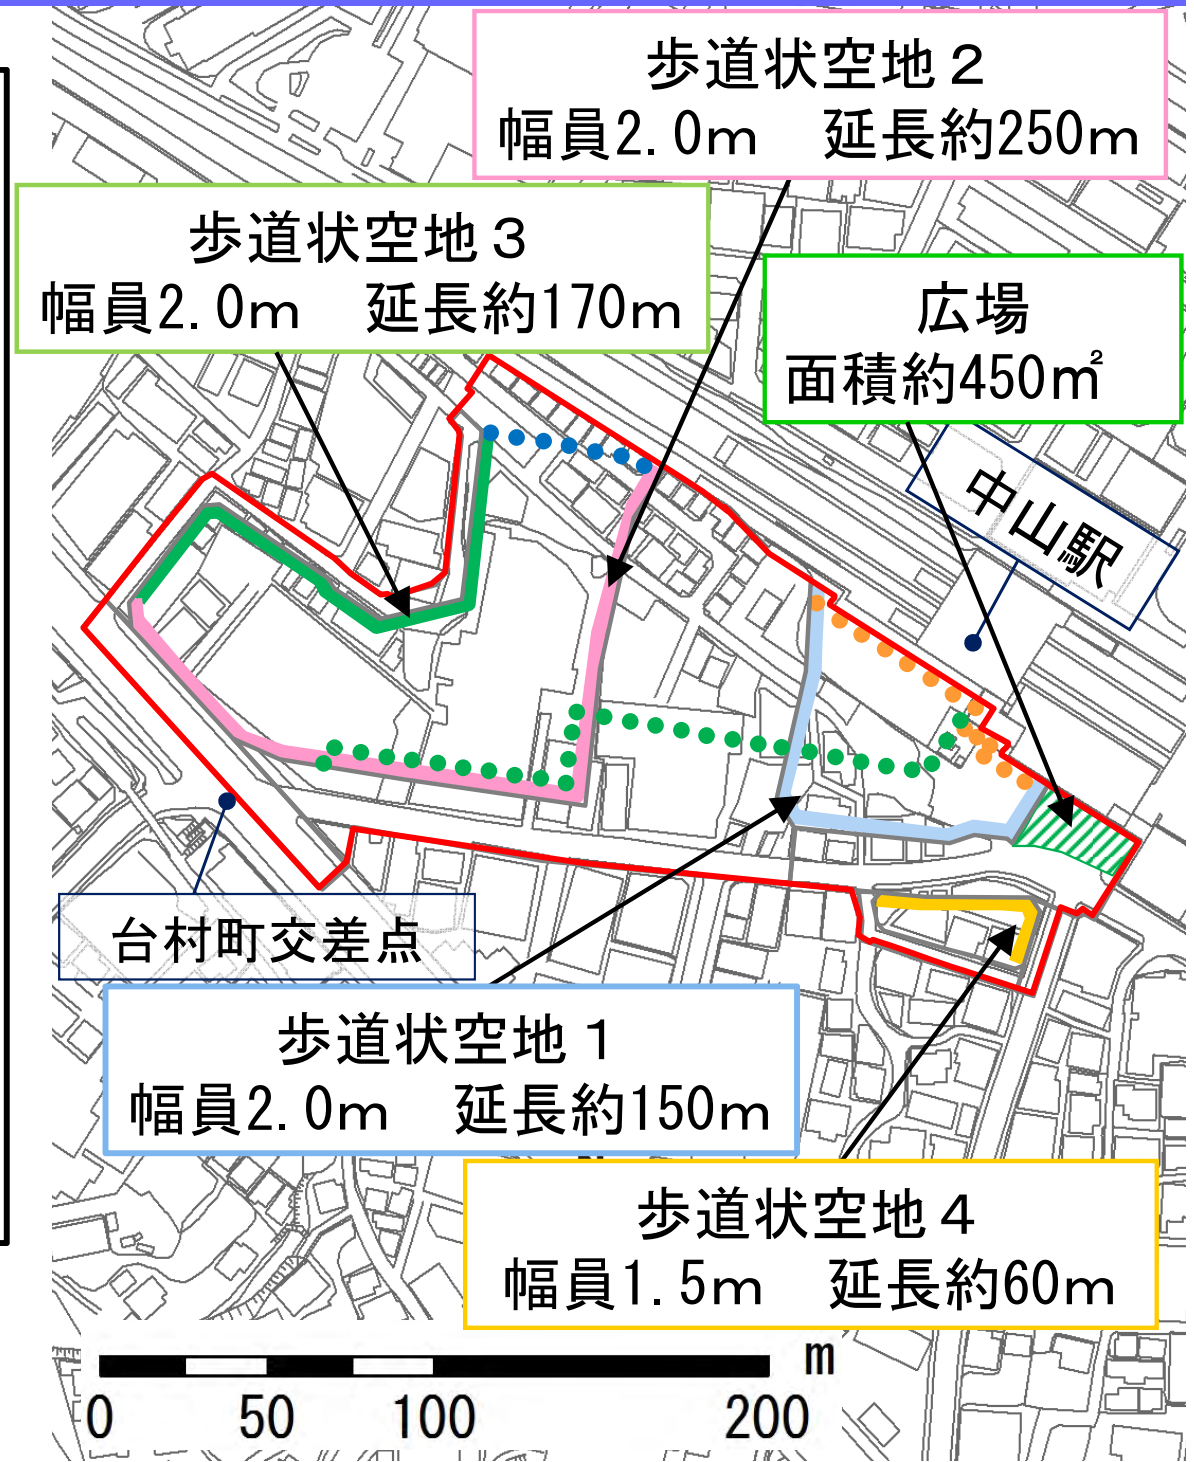 歩道状空地２
幅員2.0m　延長約250m
歩道状空地３
幅員2.0m　延長約170m
広場
面積約450㎡
中山駅
台村町交差点
歩道状空地１
幅員2.0m　延長約150m
歩道状空地４
幅員1.5m　延長約60m
m
0 50 100 200